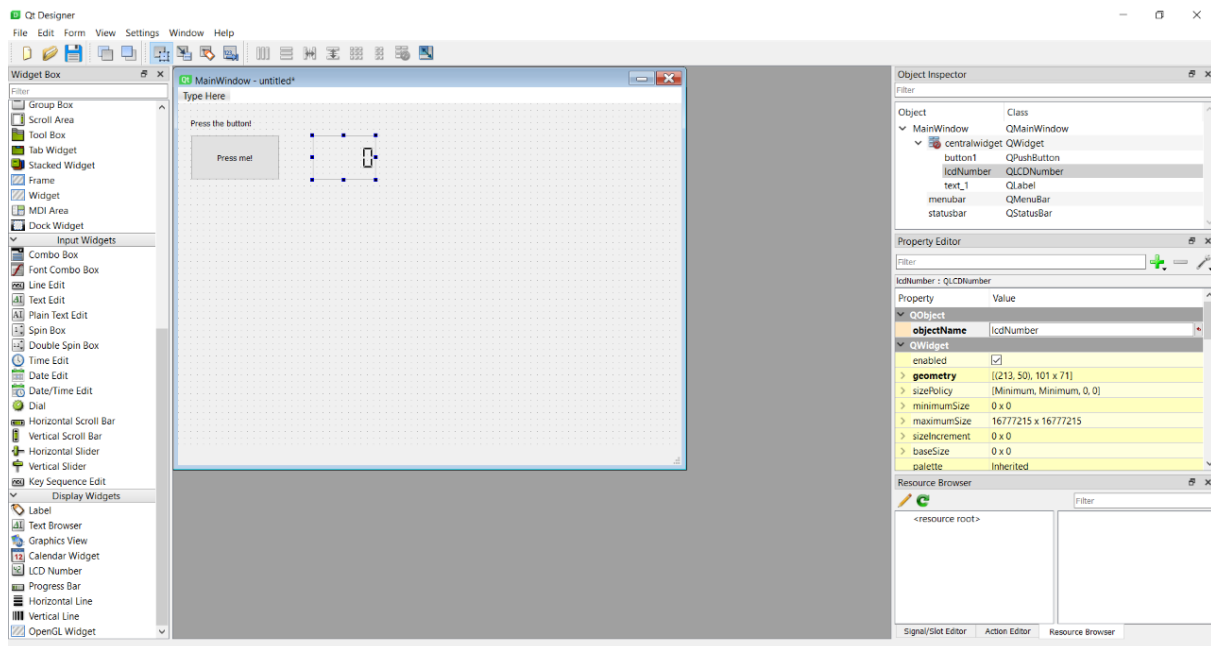 Qt Designer
File Edit Form View Settings Window Help
Widget Box
Filter
Group Box
Scroll Area
Tool Box
Tab Widget
Stacked Widget
Frame
Widget
MDI Area
Dock Widget
Input Widgets
Combo Box
Font Combo Box
Line Edit
Text Edit
Plain Text Edit
Spin Box
Double Spin Box
Time Edit
Date Edit
Date/Time Edit
Dial
Horizontal Scroll Bar
Vertical Scroll Bar
Horizontal Slider
Vertical Slider
Key Sequence Edit
Display Widgets
Label
Text Browser
Graphics View
Calendar Widget
LCD Number
Progress Bar
Horizontal Line
Vertical Line
OpenGL Widget
MainWindow - untitled*
Type Here
Press the button!
Press me!
0
Object Inspector
Filter
Object Class
MainWindow QMainWindow
centralwidget QWidget
button1 QPushButton
lcdNumber QLCDNumber
text_1 QLabel
menubar QMenuBar
statusbar QStatusBar
Property Editor
Filter
lcdNumber : QLCDNumber
Property Value
QObject
objectName lcdNumber
QWidget
enabled
geometry [(213, 50), 101 x 71]
sizePolicy [Minimum, Minimum, 0, 0]
minimumSize 0 x 0
maximumSize 16777215 x 16777215
sizeIncrement 0 x 0
baseSize 0 x 0
palette Inherited
Resource Browser
Filter
<resource root>
Signal/Slot Editor Action Editor Resource Browser